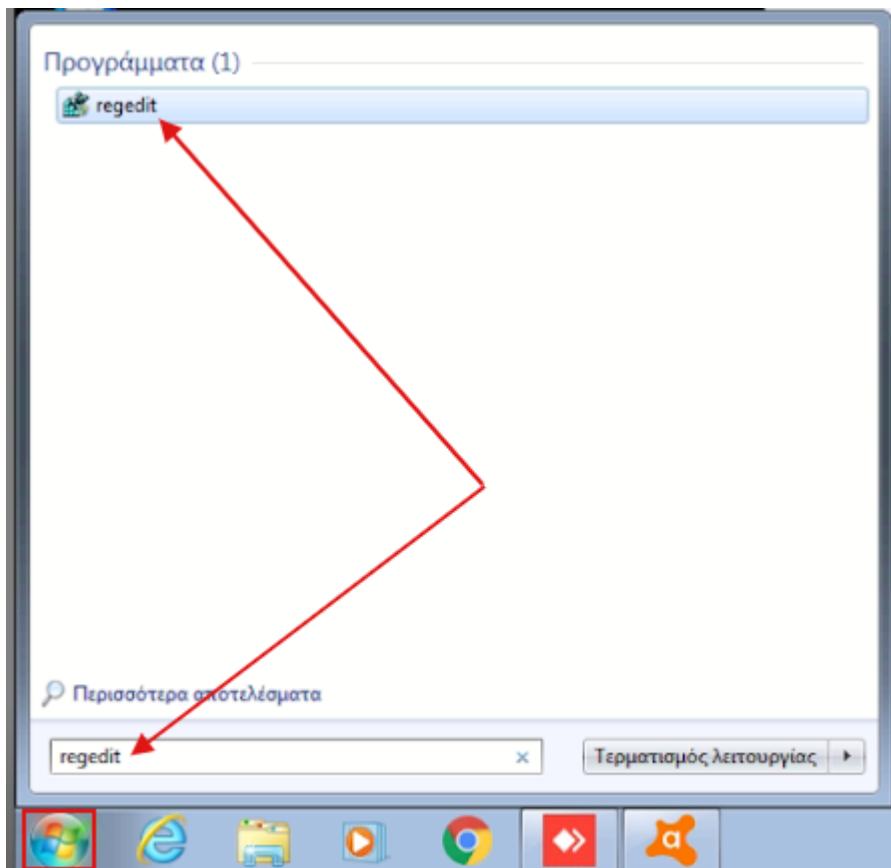 Προγράμματα (1)
regedit
Περισσότερα αποτελέσματα
regedit
Τερματισμός λειτουργίας